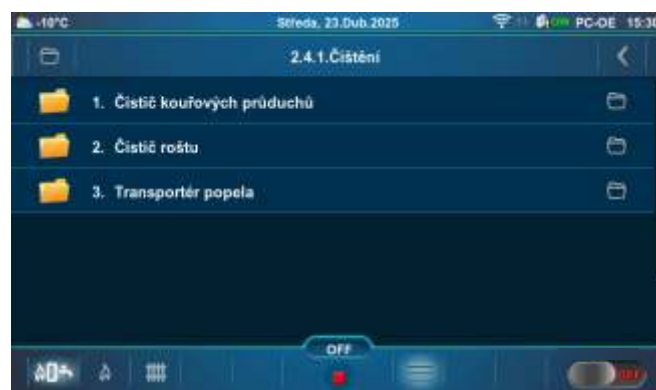 -10°C Středa, 23.Dub.2025 PC-OE 15:30
2.4.1.Čištění
1. Čistič kouřových průduchů
2. Čistič roštu
3. Transportér popela
OFF
OFF